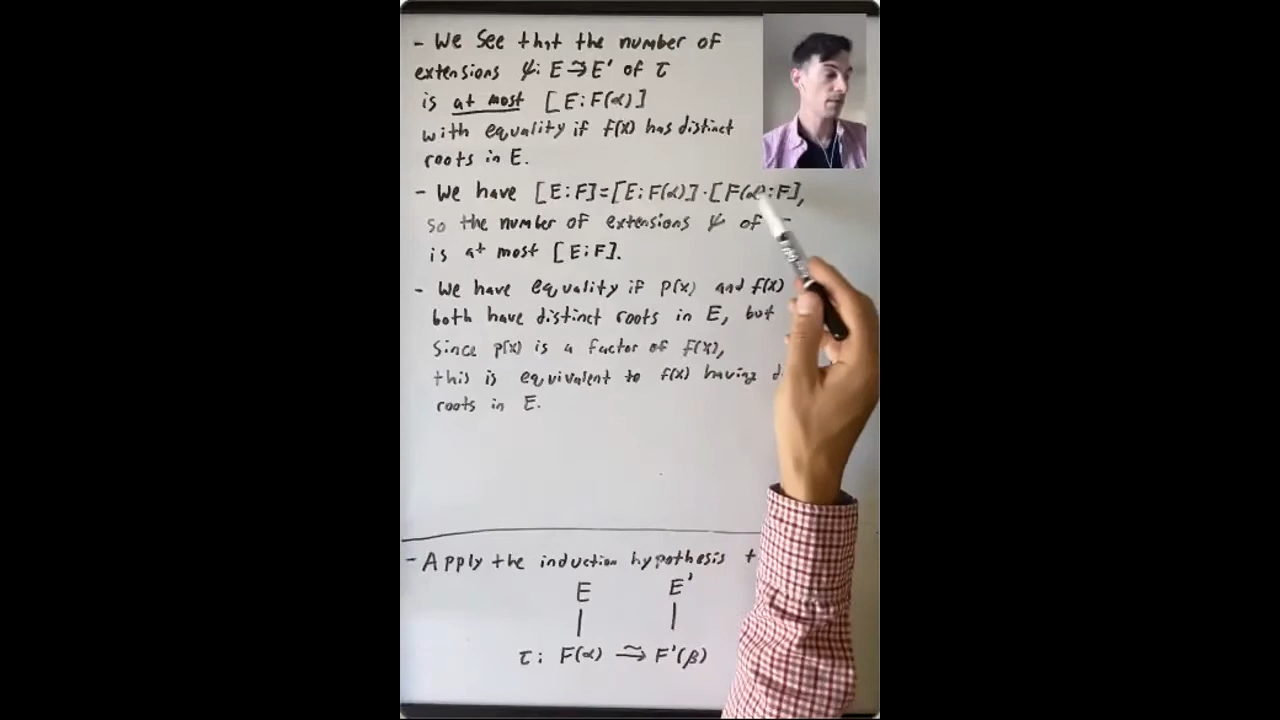 - We see that the number of
extensions ψ: E ⥲ E' of τ
is at most [E:F(α)]
with equality if f(x) has distinct
roots in E.
- We have [E:F]=[E:F(α)]·[F(α):F],
so the number of extensions ψ of
is at most [E:F].
- We have equality if p(x) and f(x)
both have distinct roots in E, but
since p(x) is a factor of f(x),
this is equivalent to f(x) having
roots in E.
- Apply the induction hypothesis
E E'
| |
τ: F(α) ⥲ F'(β)